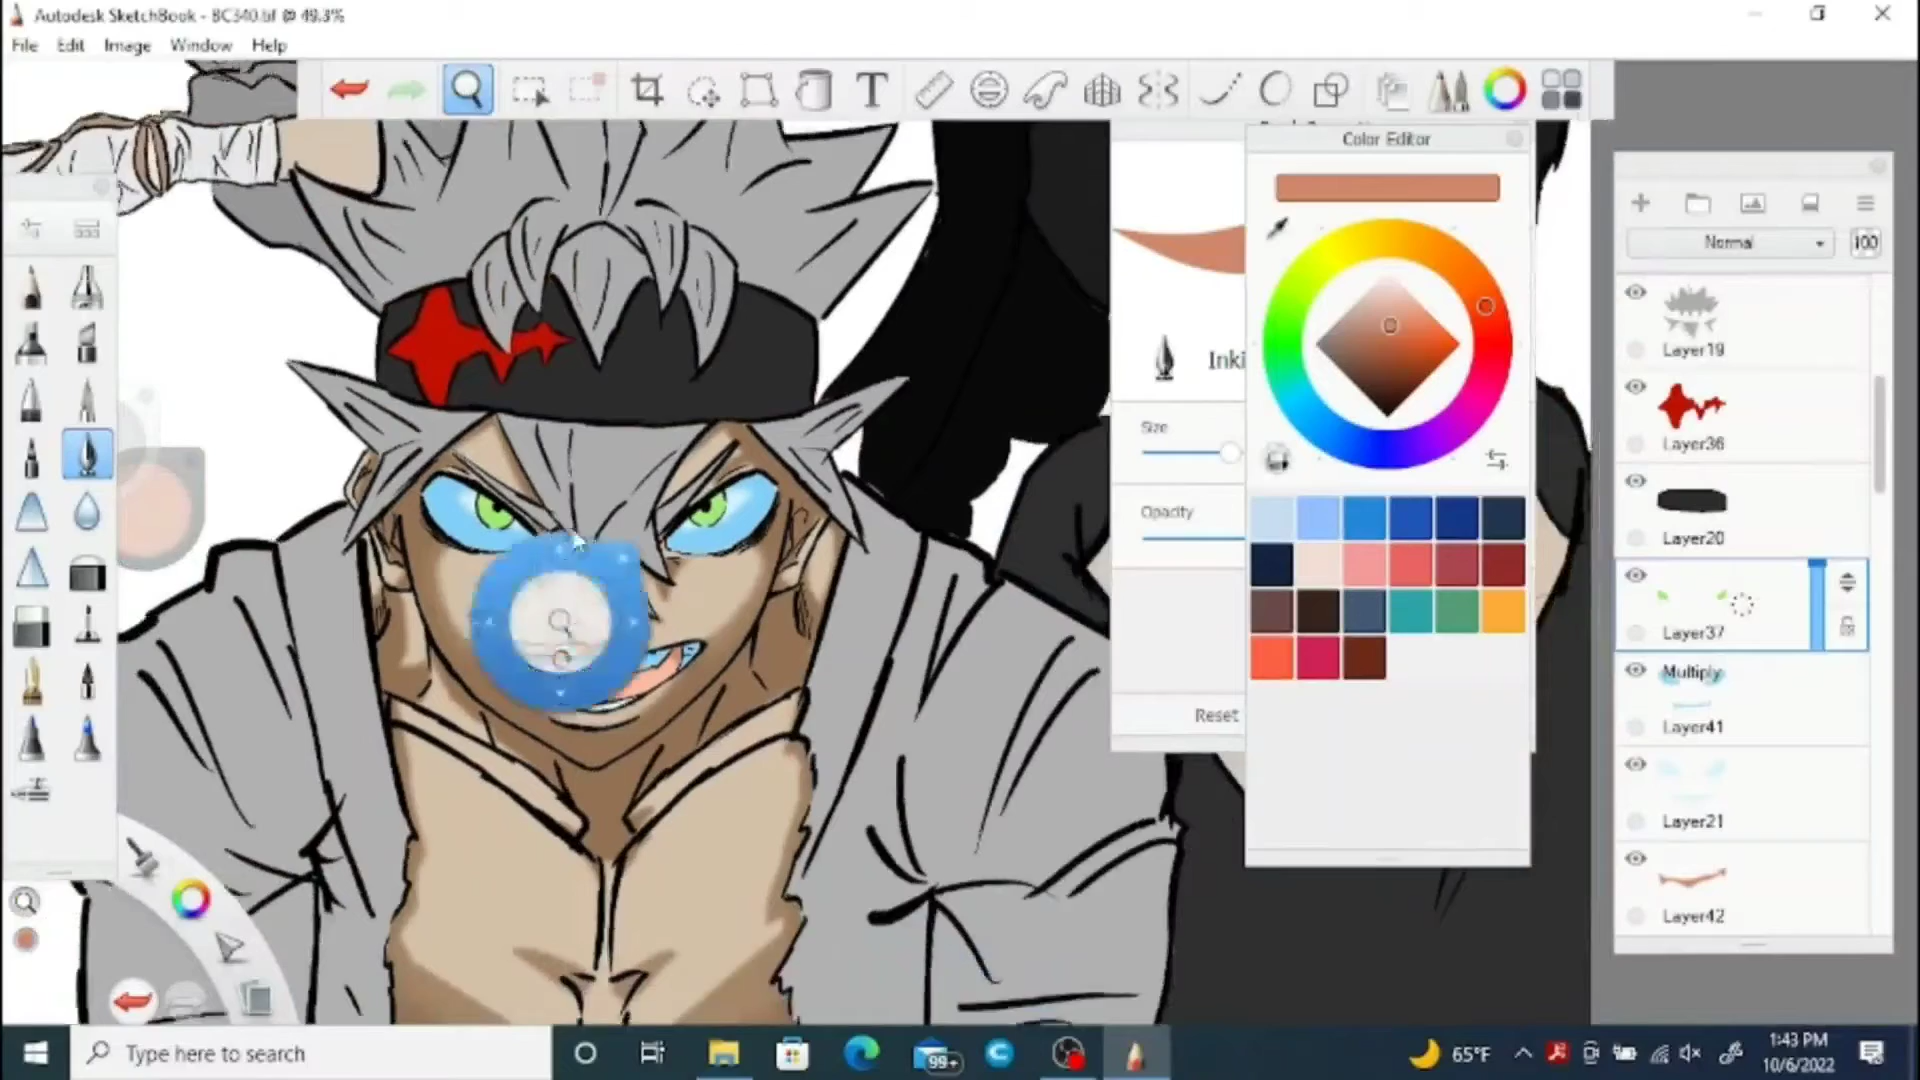 Autodesk SketchBook - BC340.tif @ 49.3%
File Edit Image Window Help
T
Color Editor
Normal 100
Layer19
Layer36
Inki
Size
Layer20
Opacity
Layer37
Multiply
Reset
Layer41
Layer21
Layer42
Type here to search
99+
65°F
1:43 PM
10/6/2022